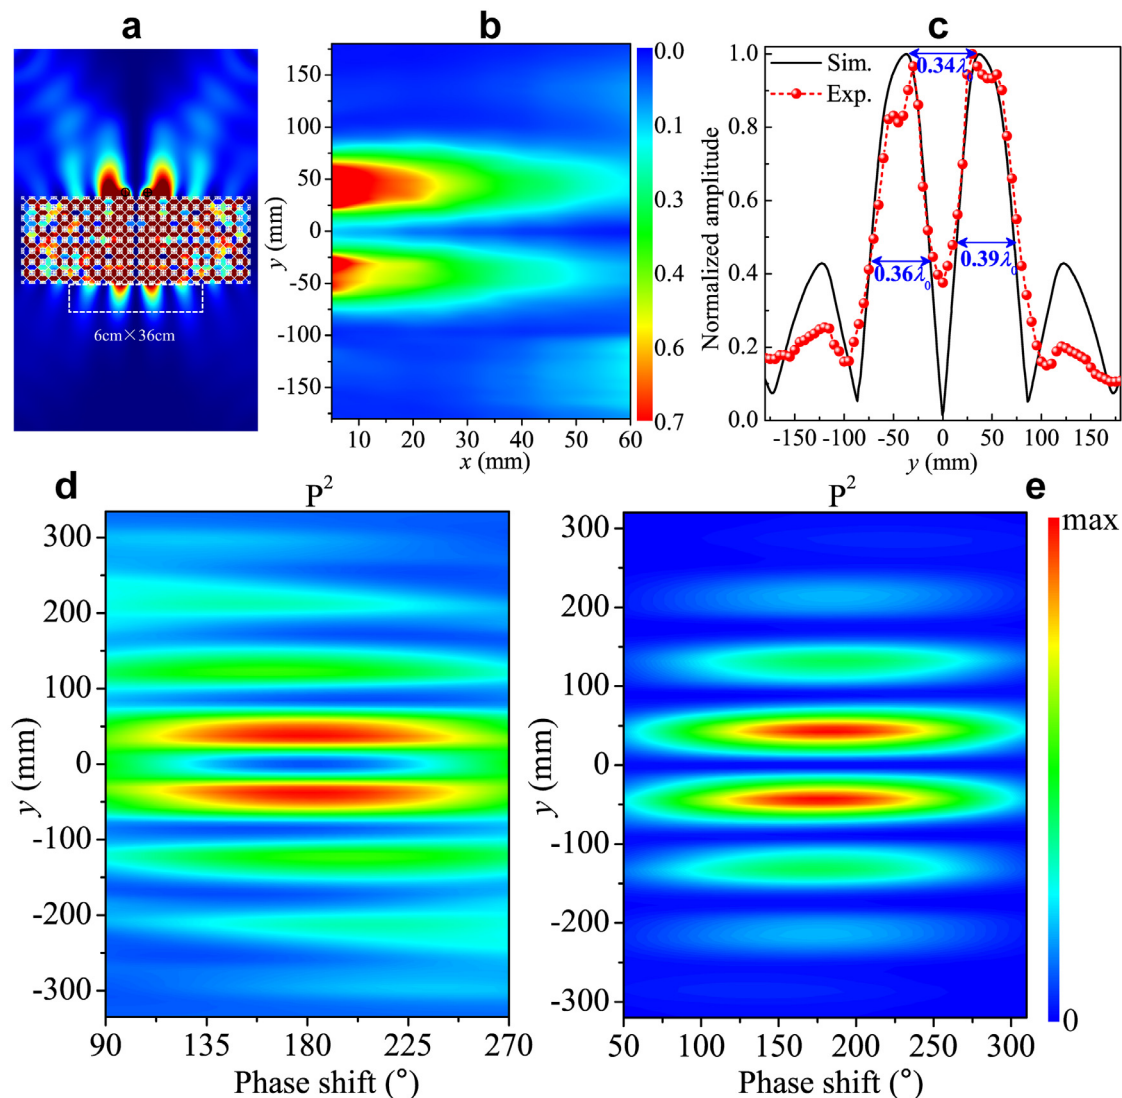 a
6cm×36cm
b
150
100
50
0
-50
-100
-150
y (mm)
10 20 30 40 50 60
x (mm)
0.0
0.1
0.3
0.4
0.6
0.7
c
1.0
0.8
0.6
0.4
0.2
0.0
Normalized amplitude
Sim.
Exp.
0.34λ0
0.36λ0
0.39λ0
-150 -100 -50 0 50 100 150
y (mm)
d
P²
300
200
100
0
-100
-200
-300
y (mm)
90 135 180 225 270
Phase shift (°)
P²
e
300
200
100
0
-100
-200
-300
y (mm)
50 100 150 200 250 300
Phase shift (°)
max
0